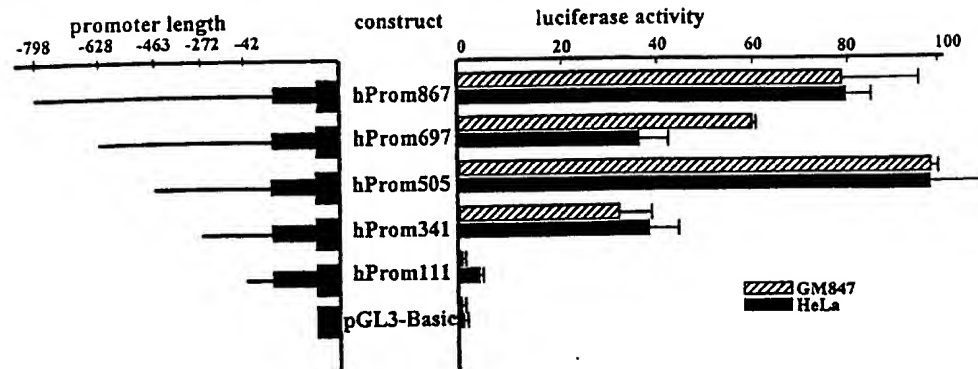 promoter length construct luciferase activity
-798 -628 -463 -272 -42 0 20 40 60 80 100
hProm867
hProm697
hProm505
hProm341
hProm111
pGL3-Basic
GM847
HeLa